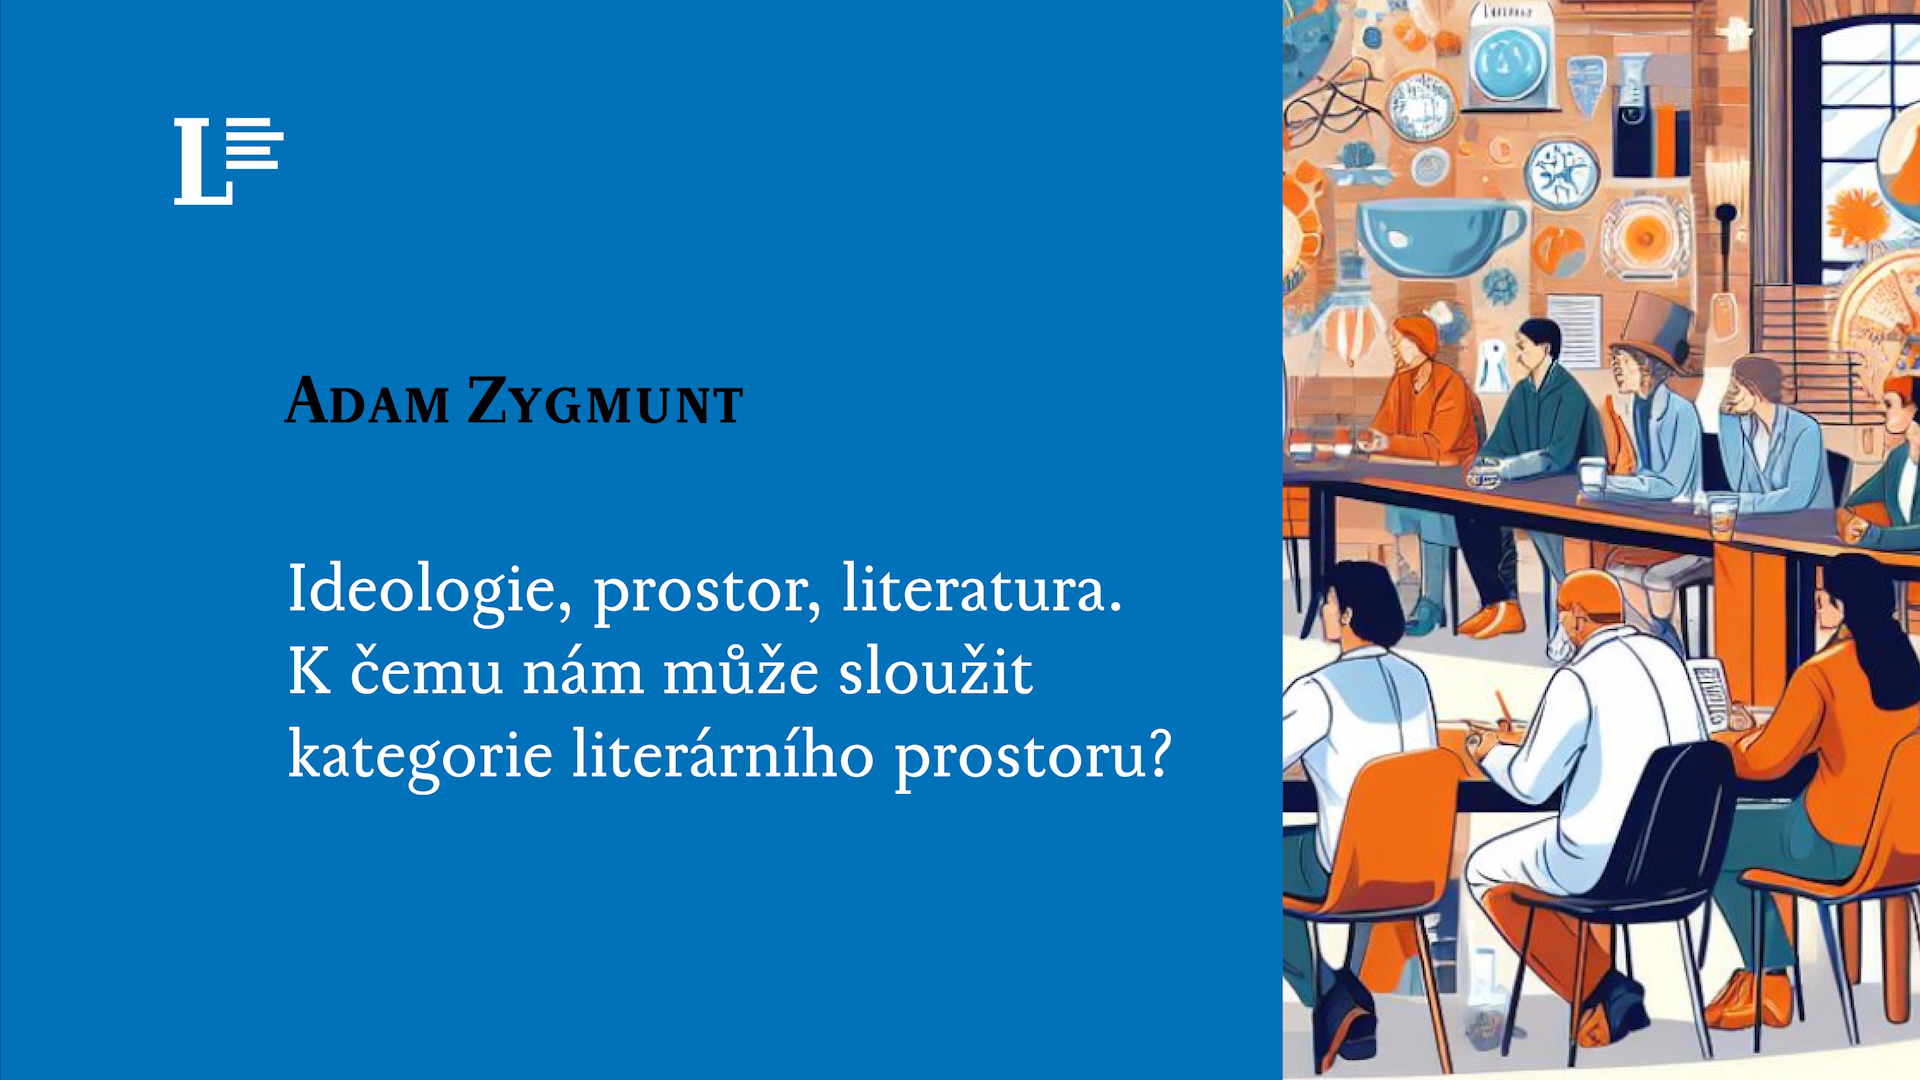 L
Adam Zygmunt
Ideologie, prostor, literatura.
K čemu nám může sloužit
kategorie literárního prostoru?